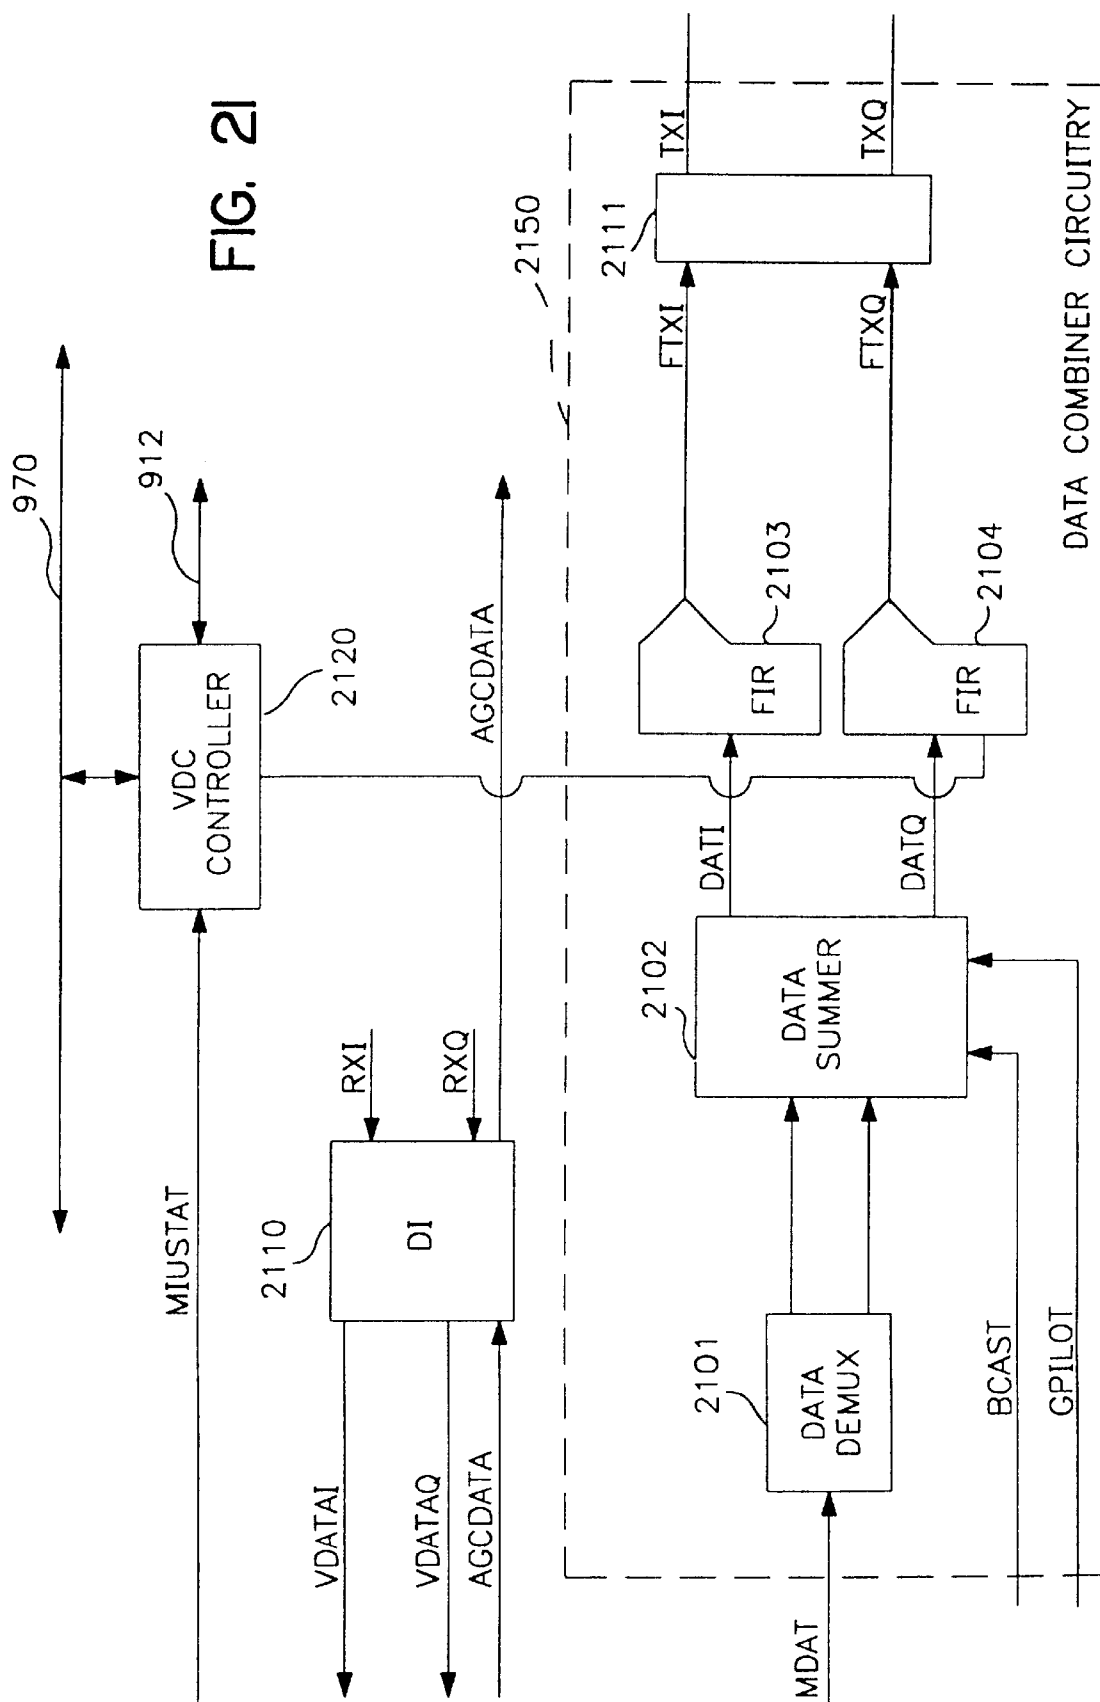 FIG. 21
970
912
VDC
CONTROLLER
2120
MIUSTAT
2110
DI
RXI
RXQ
VDATAI
VDATAQ
AGCDATA
AGCDATA
2150
MDAT
2101
DATA
DEMUX
2102
DATA
SUMMER
BCAST
GPILOT
DATI
DATQ
FIR
2103
FIR
2104
FTXI
FTXQ
2111
TXI
TXQ
DATA COMBINER CIRCUITRY